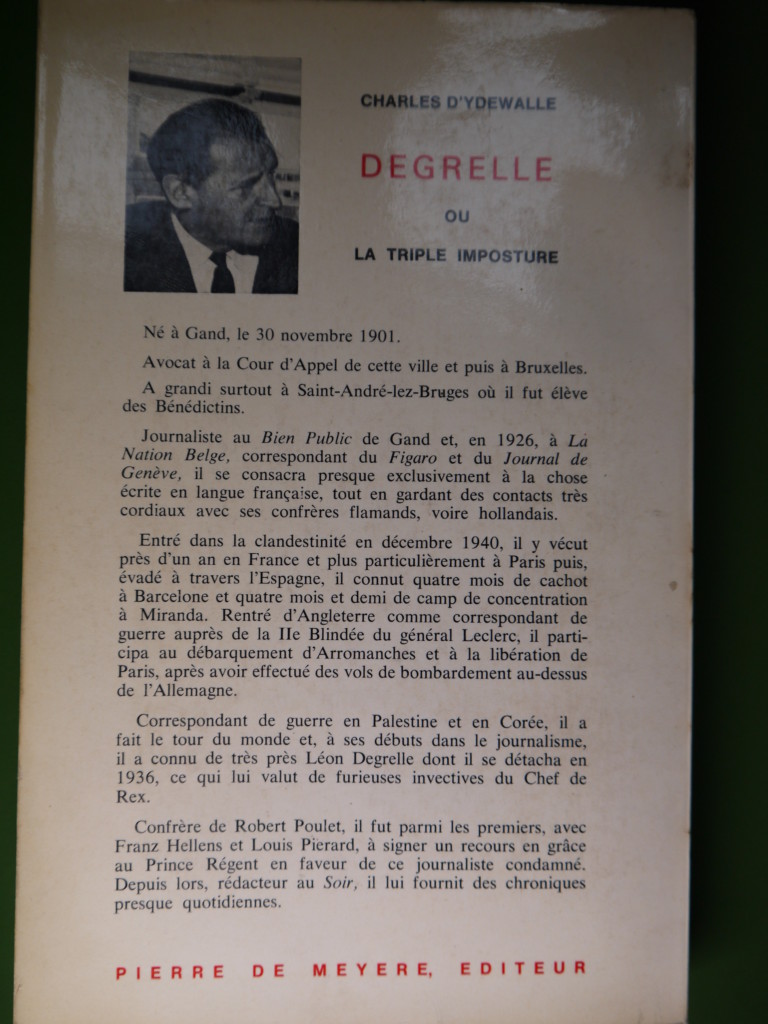 CHARLES D'YDEWALLE
DEGRELLE
OU
LA TRIPLE IMPOSTURE
Né à Gand, le 30 novembre 1901.
Avocat à la Cour d'Appel de cette ville et puis à Bruxelles.
A grandi surtout à Saint-André-lez-Bruges où il fut élève
des Bénédictins.
Journaliste au Bien Public de Gand et, en 1926, à La
Nation Belge, correspondant du Figaro et du Journal de
Genève, il se consacra presque exclusivement à la chose
écrite en langue française, tout en gardant des contacts très
cordiaux avec ses confrères flamands, voire hollandais.
Entré dans la clandestinité en décembre 1940, il y vécut
près d'un an en France et plus particulièrement à Paris puis,
évadé à travers l'Espagne, il connut quatre mois de cachot
à Barcelone et quatre mois et demi de camp de concentration
à Miranda. Rentré d'Angleterre comme correspondant de
guerre auprès de la IIe Blindée du général Leclerc, il parti-
cipa au débarquement d'Arromanches et à la libération de
Paris, après avoir effectué des vols de bombardement au-dessus
de l'Allemagne.
Correspondant de guerre en Palestine et en Corée, il a
fait le tour du monde et, à ses débuts dans le journalisme,
il a connu de très près Léon Degrelle dont il se détacha en
1936, ce qui lui valut de furieuses invectives du Chef de
Rex.
Confrère de Robert Poulet, il fut parmi les premiers, avec
Franz Hellens et Louis Pierard, à signer un recours en grâce
au Prince Régent en faveur de ce journaliste condamné.
Depuis lors, rédacteur au Soir, il lui fournit des chroniques
presque quotidiennes.
PIERRE DE MEYERE, EDITEUR